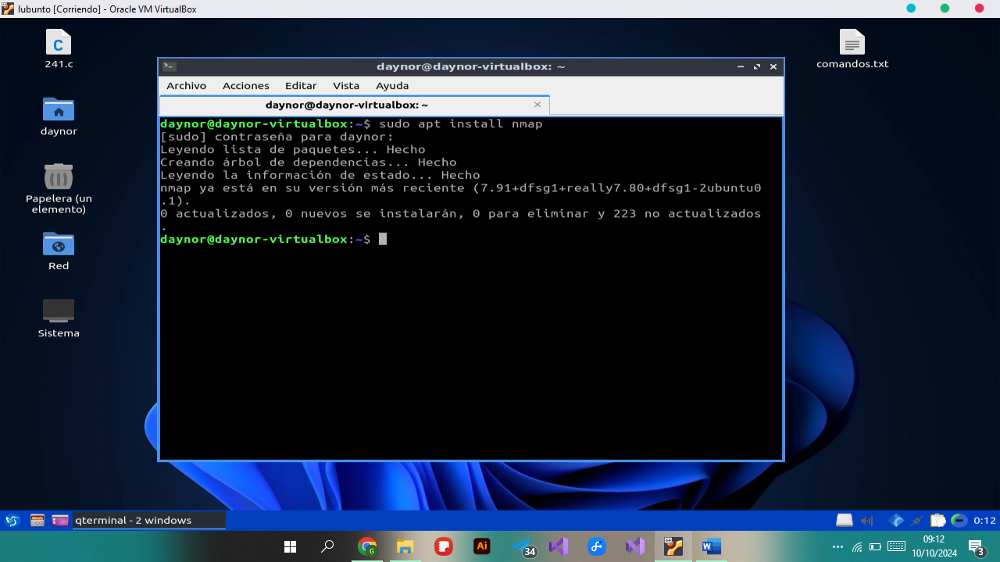 lubunto [Corriendo] - Oracle VM VirtualBox
241.c
daynor
Papelera (un
elemento)
Red
Sistema
comandos.txt
daynor@daynor-virtualbox: ~
Archivo Acciones Editar Vista Ayuda
daynor@daynor-virtualbox: ~
daynor@daynor-virtualbox:~$ sudo apt install nmap
[sudo] contraseña para daynor:
Leyendo lista de paquetes... Hecho
Creando árbol de dependencias... Hecho
Leyendo la información de estado... Hecho
nmap ya está en su versión más reciente (7.91+dfsg1+really7.80+dfsg1-2ubuntu0
.1).
0 actualizados, 0 nuevos se instalarán, 0 para eliminar y 223 no actualizados
.
daynor@daynor-virtualbox:~$
qterminal - 2 windows
0:12
G
Ai
34
W
09:12
10/10/2024
3